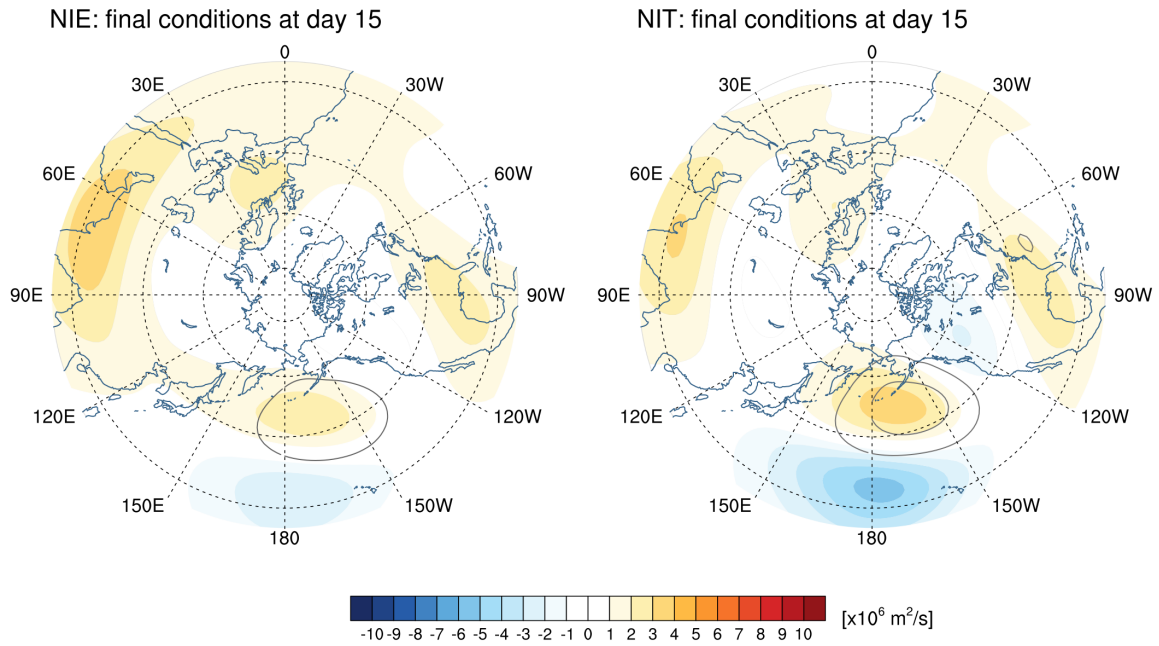 NIE: final conditions at day 15
NIT: final conditions at day 15
0
0
30E
30W
30E
30W
60E
60W
60E
60W
90E
90W
90E
90W
120E
120W
120E
120W
150E
150W
150E
150W
180
180
-10 -9 -8 -7 -6 -5 -4 -3 -2 -1 0 1 2 3 4 5 6 7 8 9 10
[x10⁶ m²/s]